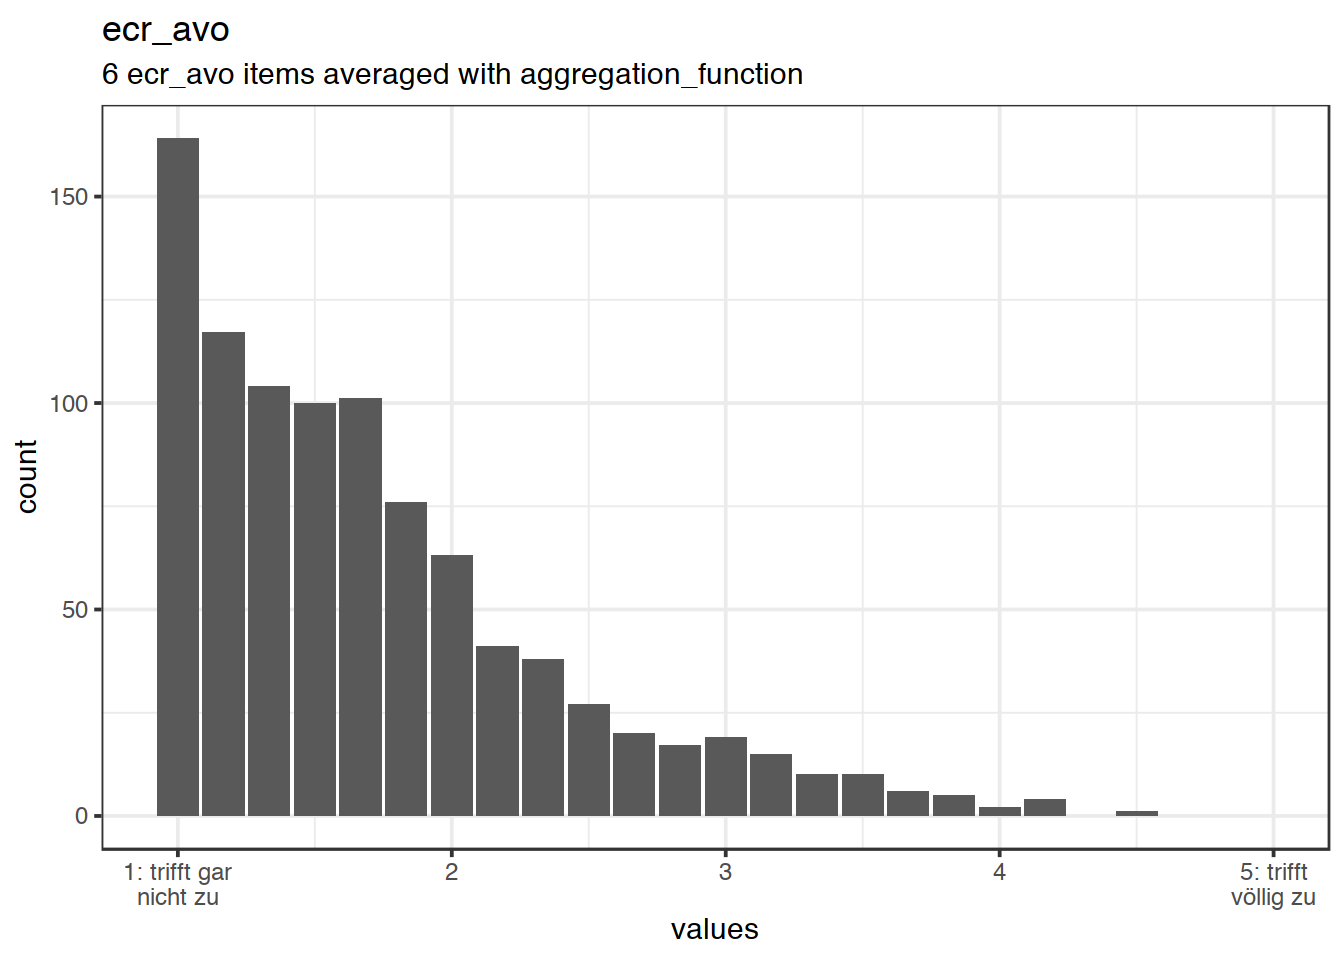 ecr_avo
6 ecr_avo items averaged with aggregation_function
150
100
50
0
count
1: trifft gar
nicht zu
2
3
4
5: trifft
völlig zu
values